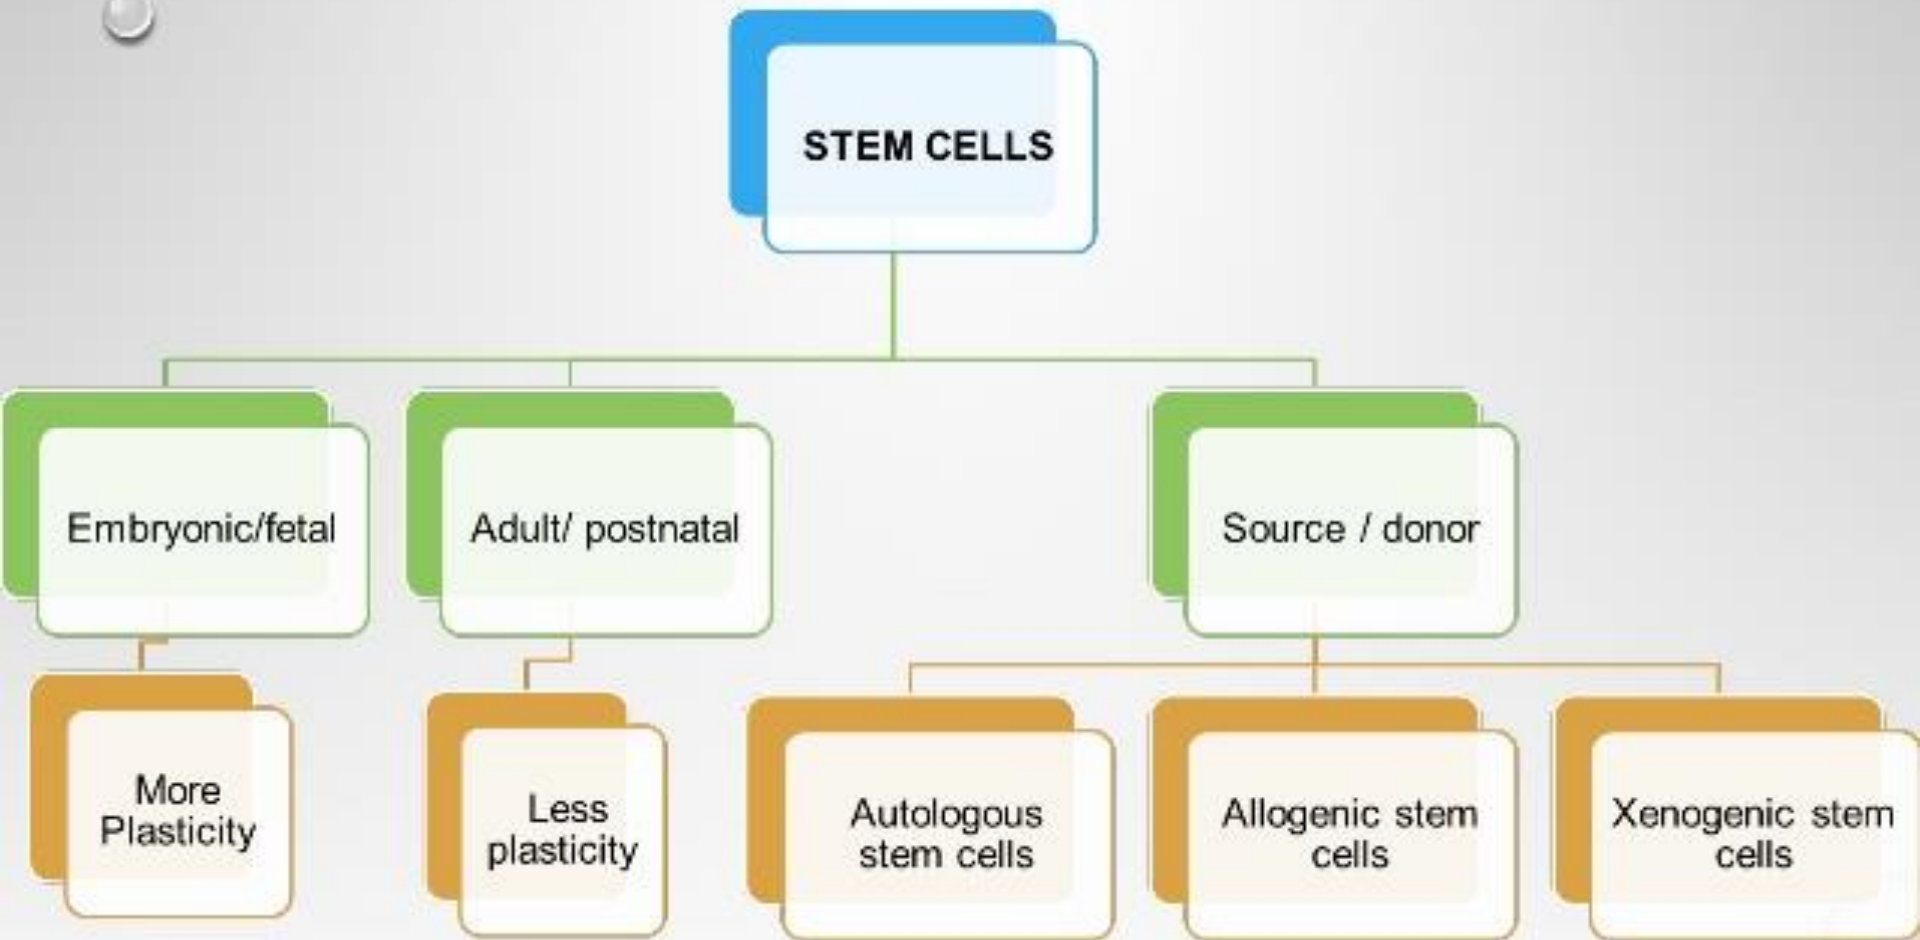 STEM CELLS
Embryonic/fetal
Adult/ postnatal
Source / donor
More
Plasticity
Less
plasticity
Autologous
stem cells
Allogenic stem
cells
Xenogenic stem
cells